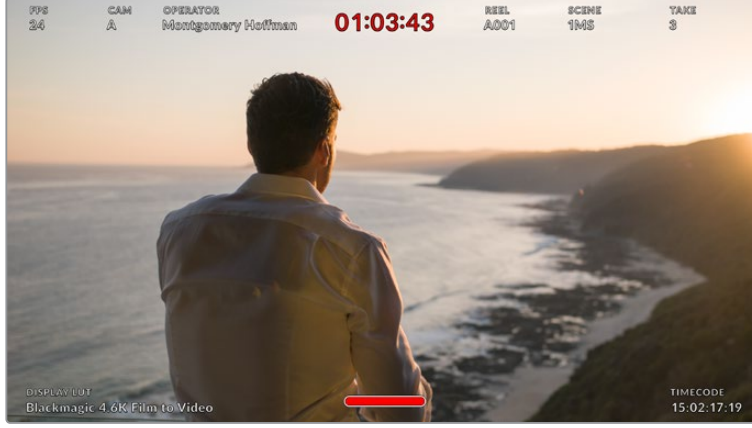 FPS CAM OPERATOR REEL SCENE TAKE
24 A Montgomery Hoffman 01:03:43 A001 1MS 3
DISPLAY LUT TIMECODE
Blackmagic 4.6K Film to Video 15:02:17:19